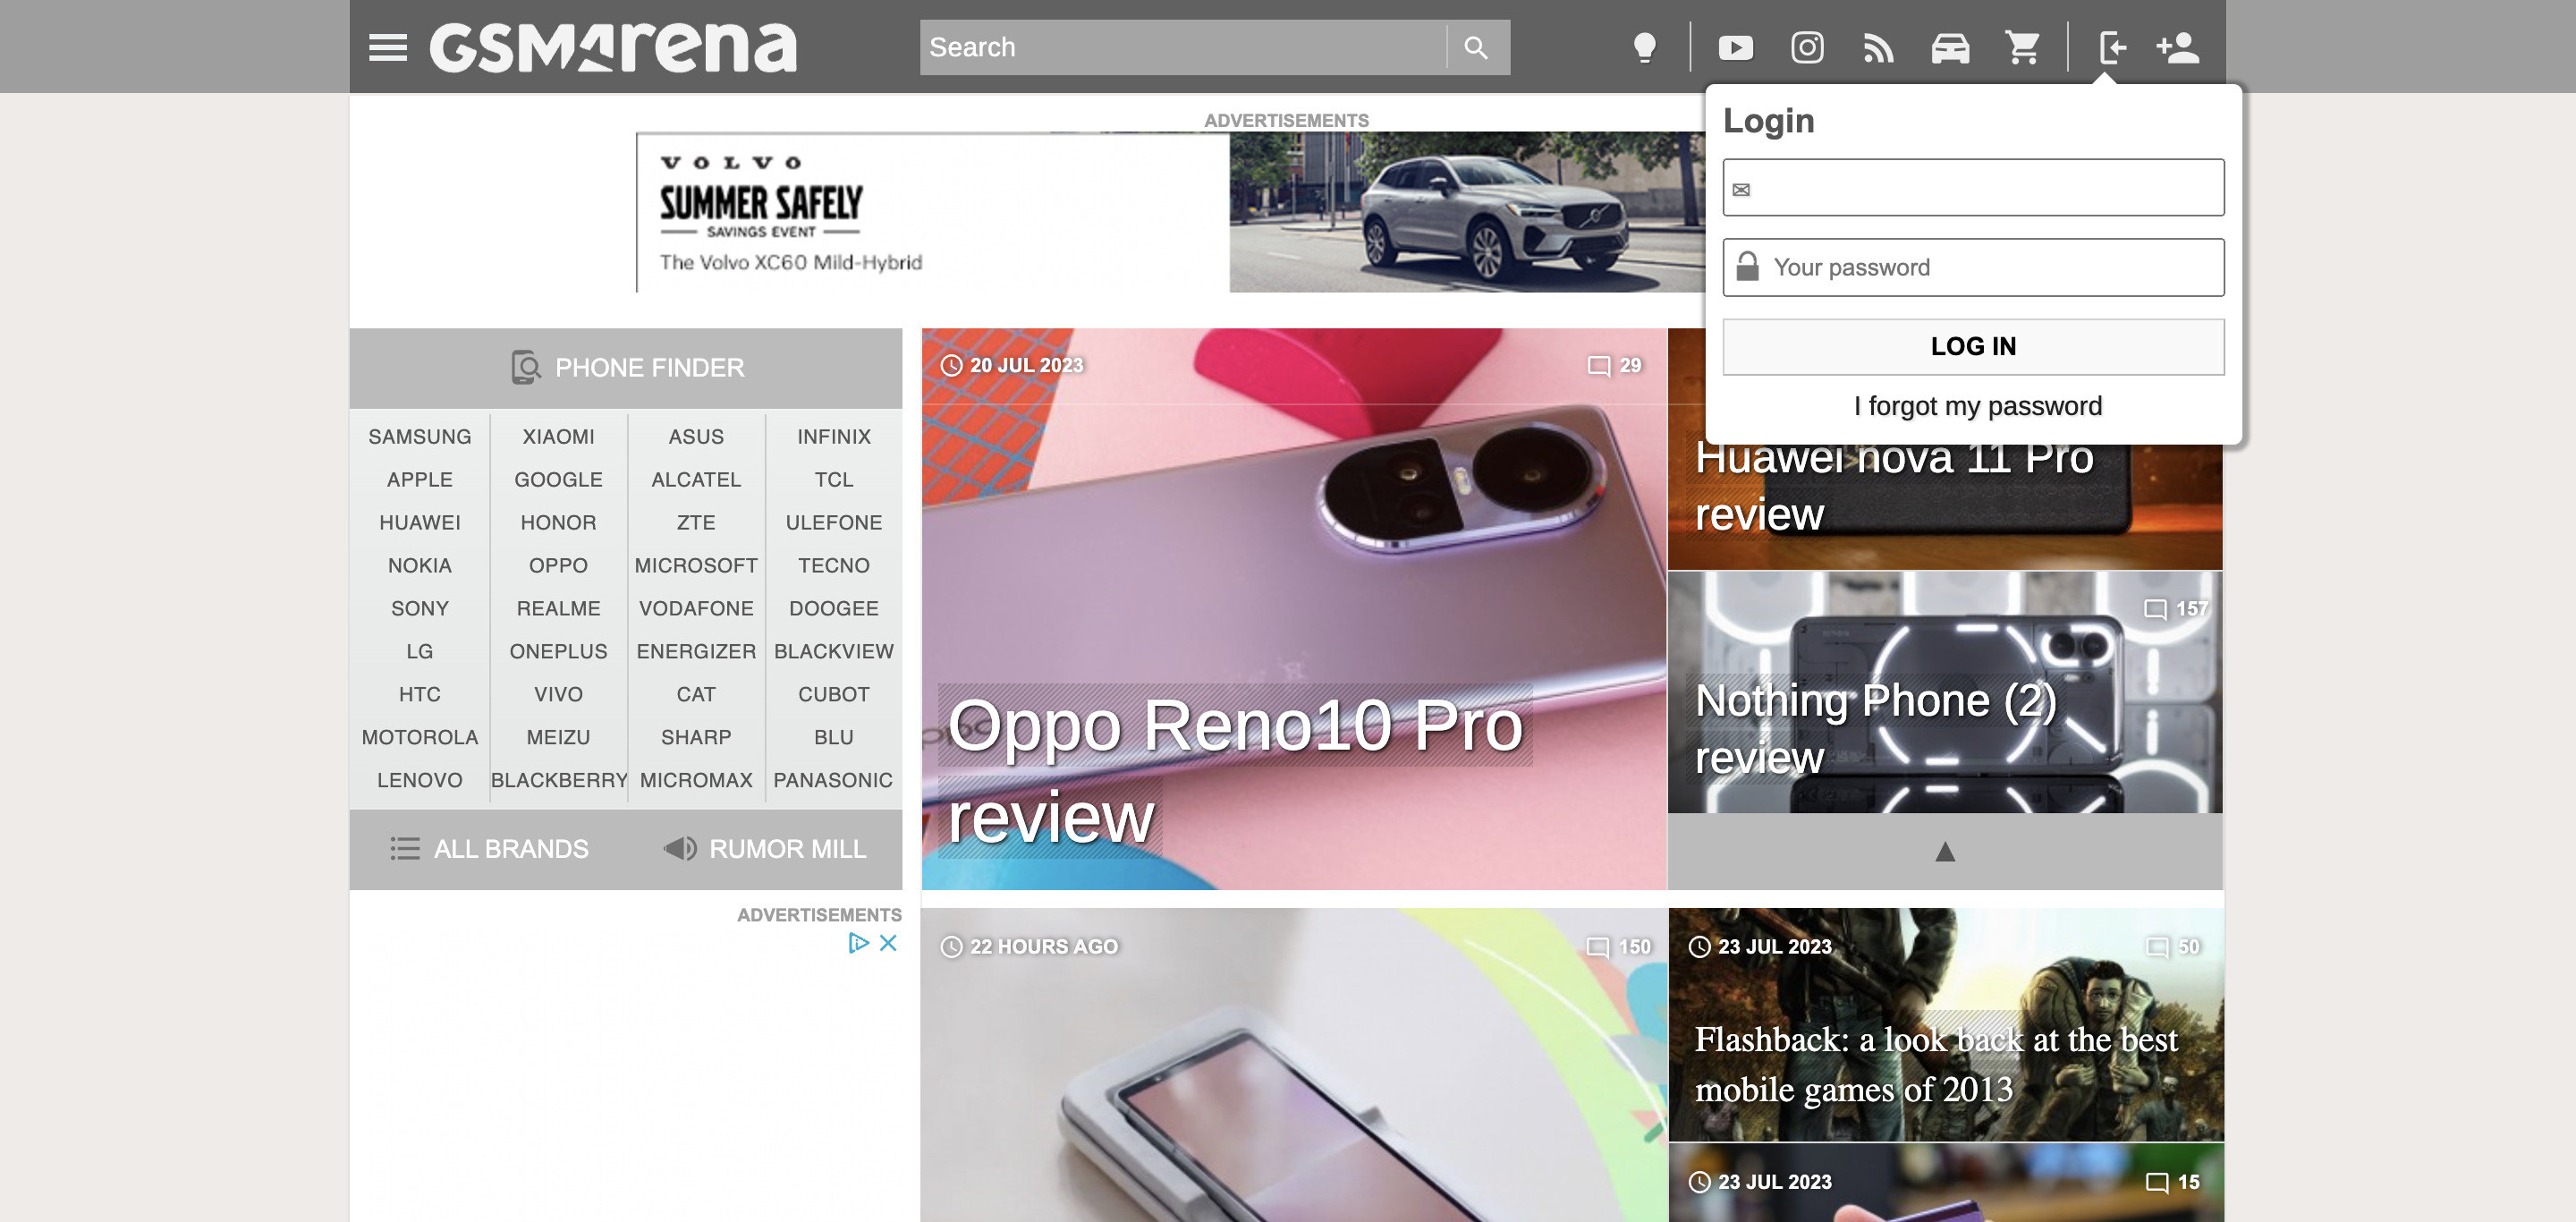 GSMArena
Search
ADVERTISEMENTS
VOLVO
SUMMER SAFELY
SAVINGS EVENT
The Volvo XC60 Mild-Hybrid
Login
✉
Your password
LOG IN
I forgot my password
PHONE FINDER
SAMSUNG XIAOMI ASUS INFINIX
APPLE GOOGLE ALCATEL TCL
HUAWEI HONOR ZTE ULEFONE
NOKIA OPPO MICROSOFT TECNO
SONY REALME VODAFONE DOOGEE
LG ONEPLUS ENERGIZER BLACKVIEW
HTC VIVO CAT CUBOT
MOTOROLA MEIZU SHARP BLU
LENOVO BLACKBERRY MICROMAX PANASONIC
ALL BRANDS RUMOR MILL
ADVERTISEMENTS
20 JUL 2023 29
Oppo Reno10 Pro
review
Huawei nova 11 Pro
review
157
Nothing Phone (2)
review
▲
22 HOURS AGO 150
23 JUL 2023 50
Flashback: a look back at the best
mobile games of 2013
23 JUL 2023 15